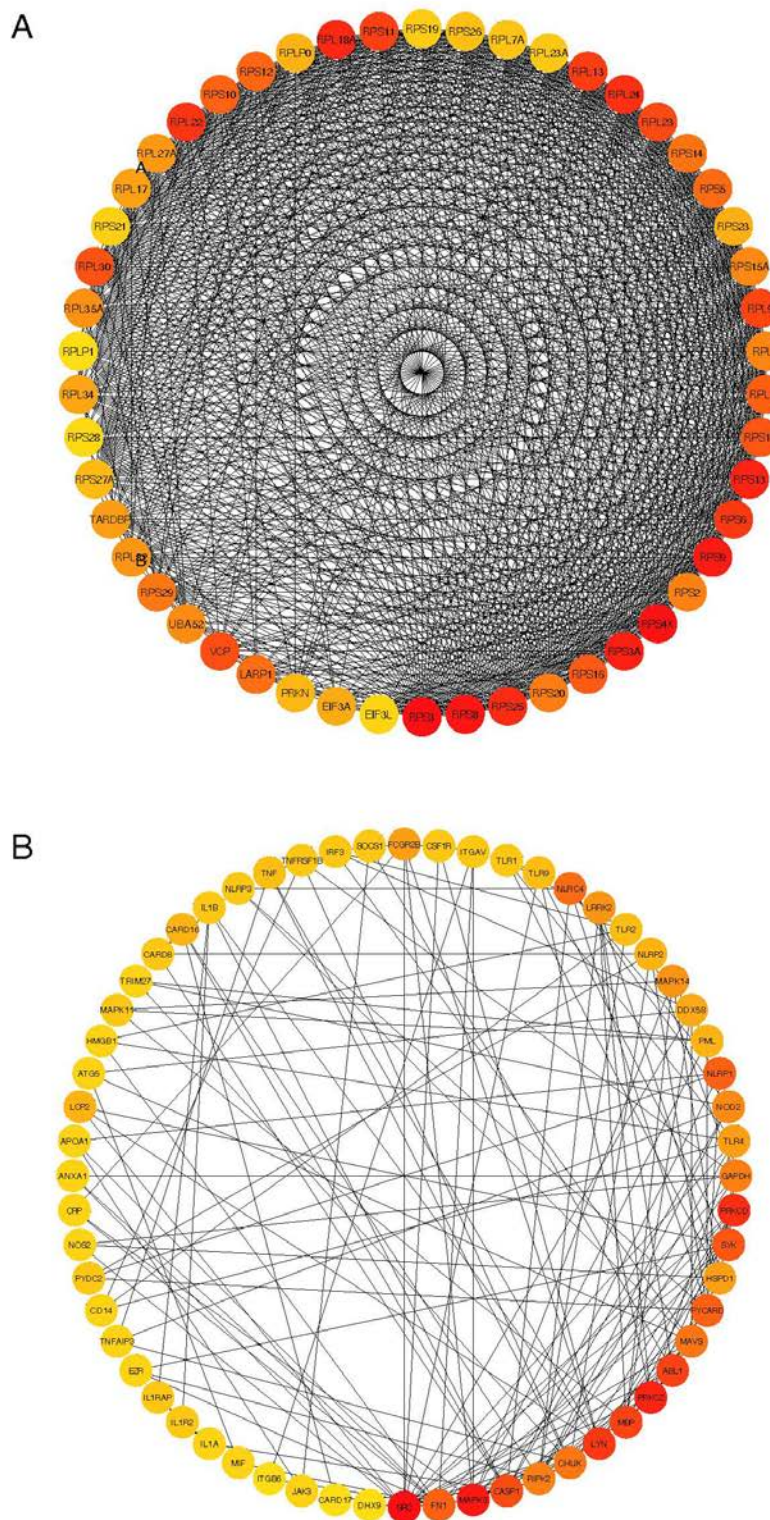 A
RPL18A
RPS11
RPS19
RPS26
RPL7A
RPL23A
RPL13
RPL24
RPL23
RPS14
RPS5
RPS23
RPS15A
RPS13
RPS6
RPS9
RPS2
RPS4X
RPS3A
RPS16
RPS20
RPS25
RPS8
RPS3
EIF3L
EIF3A
PRKN
LARP1
VCP
UBA52
RPS29
B
TARDBP
RPS27A
RPS28
RPL34
RPLP1
RPL35A
RPL30
RPS21
RPL17
A
RPL27A
RPL22
RPS10
RPS12
RPLP0
B
FCGR2B
CSF1R
ITGAV
TLR1
TLR9
NLRC4
LRRK2
TLR2
NLRP2
MAPK14
DDX58
PML
NLRP1
NOD2
TLR4
GAPDH
PRKCD
SYK
HSPD1
PYCARD
MAVS
ABL1
PRKCZ
MBP
LYN
CHUK
RIPK2
CASP1
MAPK3
FN1
SRC
DHX9
CARD17
JAK3
ITGB6
MIF
IL1A
IL1R2
IL1RAP
EZR
TNFAIP3
CD14
PYDC2
NOS2
CRP
ANXA1
APOA1
LCP2
ATG5
HMGB1
MAPK11
TRIM27
CARD8
CARD16
IL1B
NLRP3
TNF
TNFRSF1B
IRF3
SOCS1